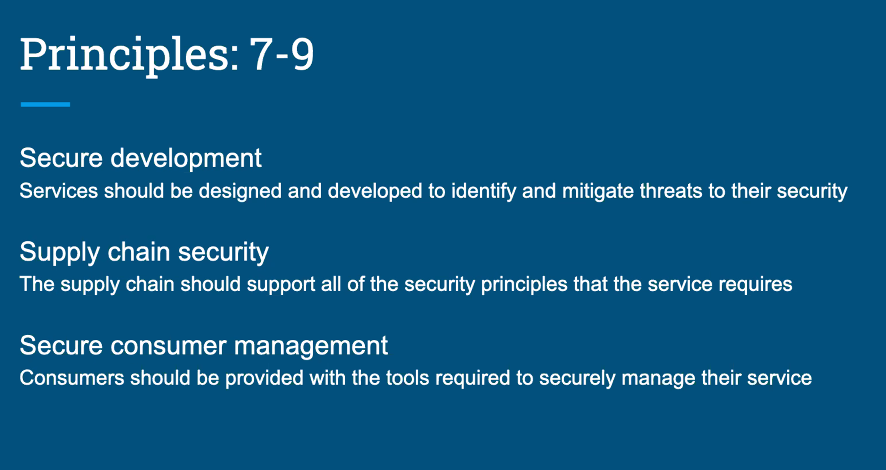 Principles: 7-9
Secure development
Services should be designed and developed to identify and mitigate threats to their security
Supply chain security
The supply chain should support all of the security principles that the service requires
Secure consumer management
Consumers should be provided with the tools required to securely manage their service